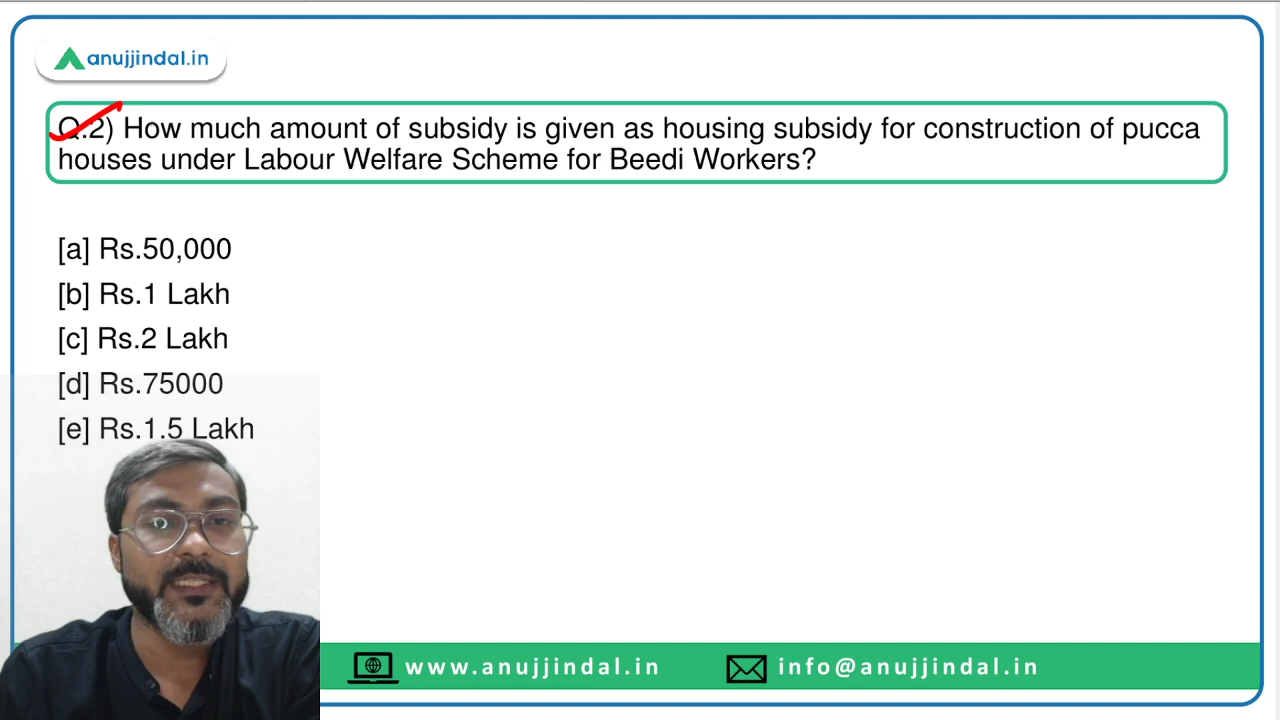 anujjindal.in
Q.2) How much amount of subsidy is given as housing subsidy for construction of pucca
houses under Labour Welfare Scheme for Beedi Workers?
[a] Rs.50,000
[b] Rs.1 Lakh
[c] Rs.2 Lakh
[d] Rs.75000
[e] Rs.1.5 Lakh
www.anujjindal.in info@anujjindal.in